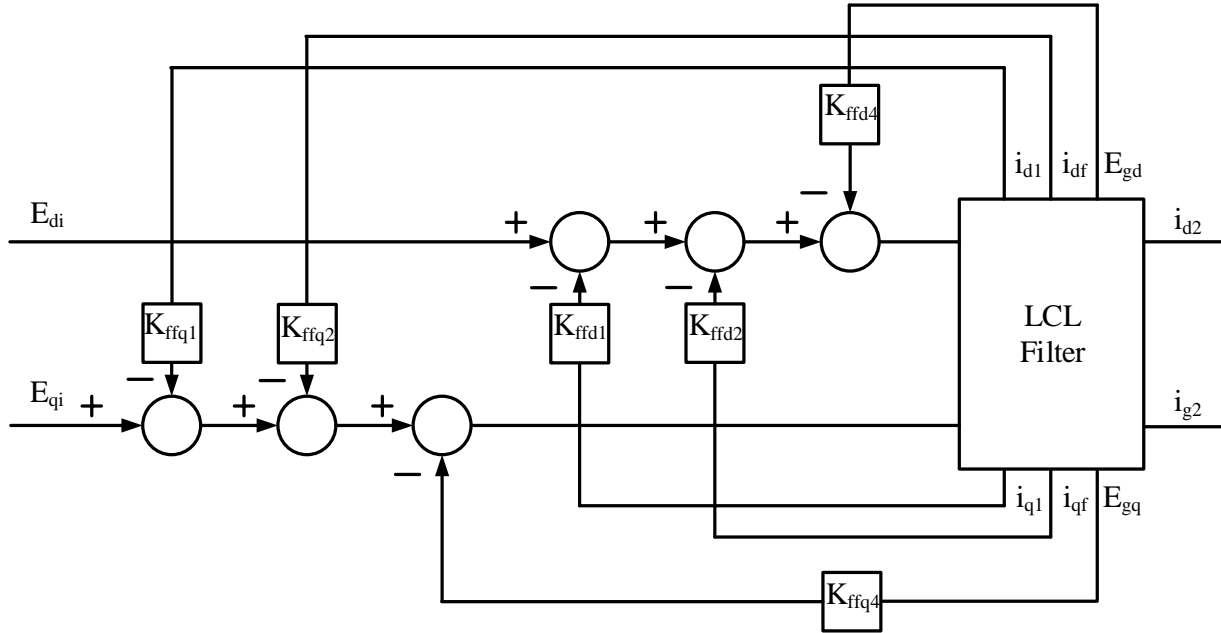 K_ffd4
i_d1 i_df E_gd
E_di
+ + + −
i_d2
− −
K_ffq1 K_ffq2 K_ffd1 K_ffd2
LCL
Filter
− −
E_qi
+ + +
i_g2
−
i_q1 i_qf E_gq
K_ffq4